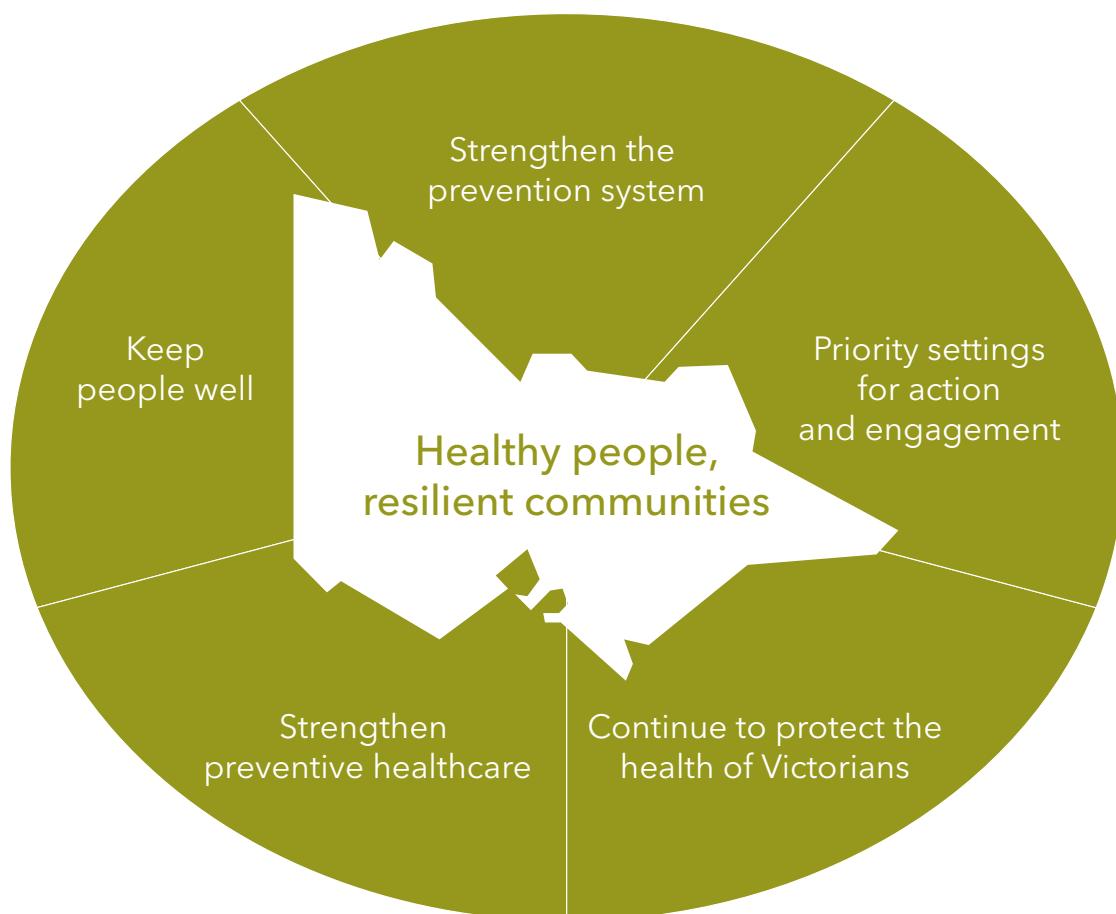 Strengthen the
prevention system
Priority settings
for action
and engagement
Keep
people well
Healthy people,
resilient communities
Strengthen
preventive healthcare
Continue to protect the
health of Victorians